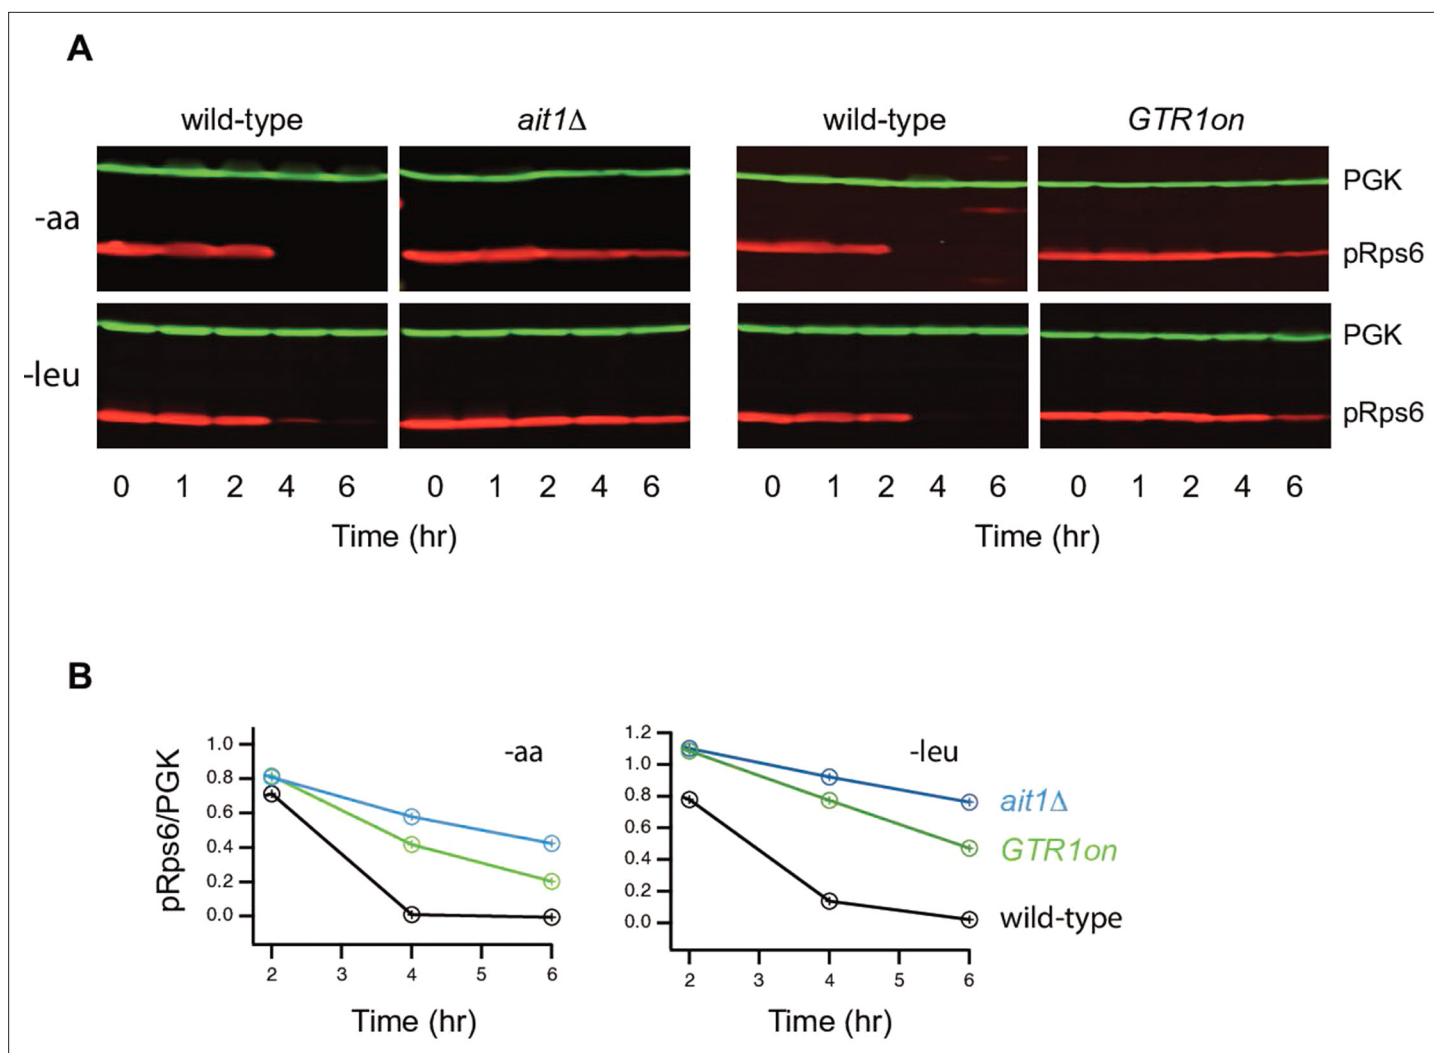 A
wild-type ait1Δ wild-type GTR1on
-aa PGK
pRps6
-leu PGK
pRps6
0 1 2 4 6 0 1 2 4 6 0 1 2 4 6 0 1 2 4 6
Time (hr) Time (hr)
B
pRps6/PGK
1.0
0.8
0.6
0.4
0.2
0.0
-aa
2 3 4 5 6
Time (hr)
1.2
1.0
0.8
0.6
0.4
0.2
0.0
-leu
ait1Δ
GTR1on
wild-type
2 3 4 5 6
Time (hr)